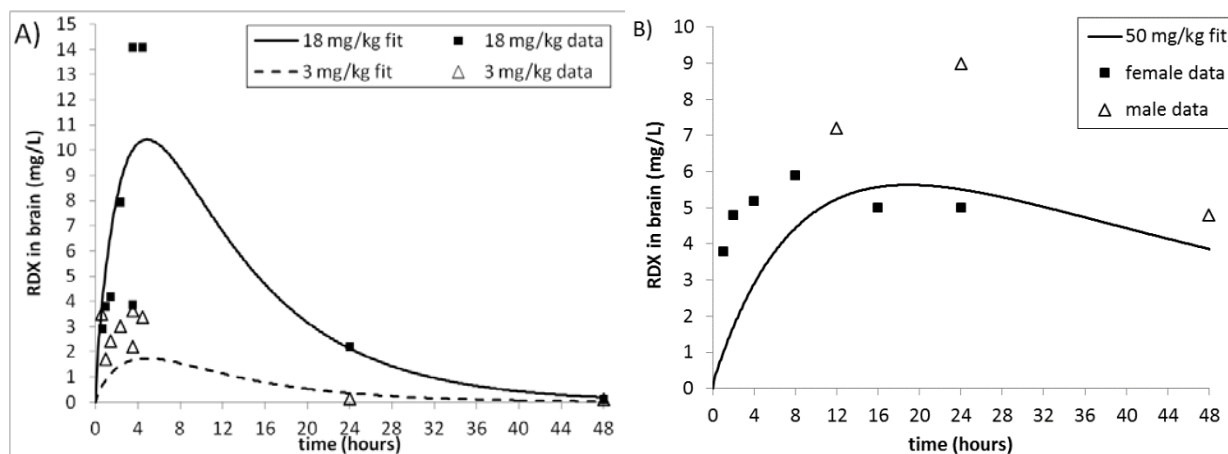 A)
18 mg/kg fit
18 mg/kg data
3 mg/kg fit
3 mg/kg data
RDX in brain (mg/L)
15
14
13
12
11
10
9
8
7
6
5
4
3
2
1
0
0 4 8 12 16 20 24 28 32 36 40 44 48
time (hours)
B)
50 mg/kg fit
female data
male data
RDX in brain (mg/L)
10
9
8
7
6
5
4
3
2
1
0
0 4 8 12 16 20 24 28 32 36 40 44 48
time (hours)